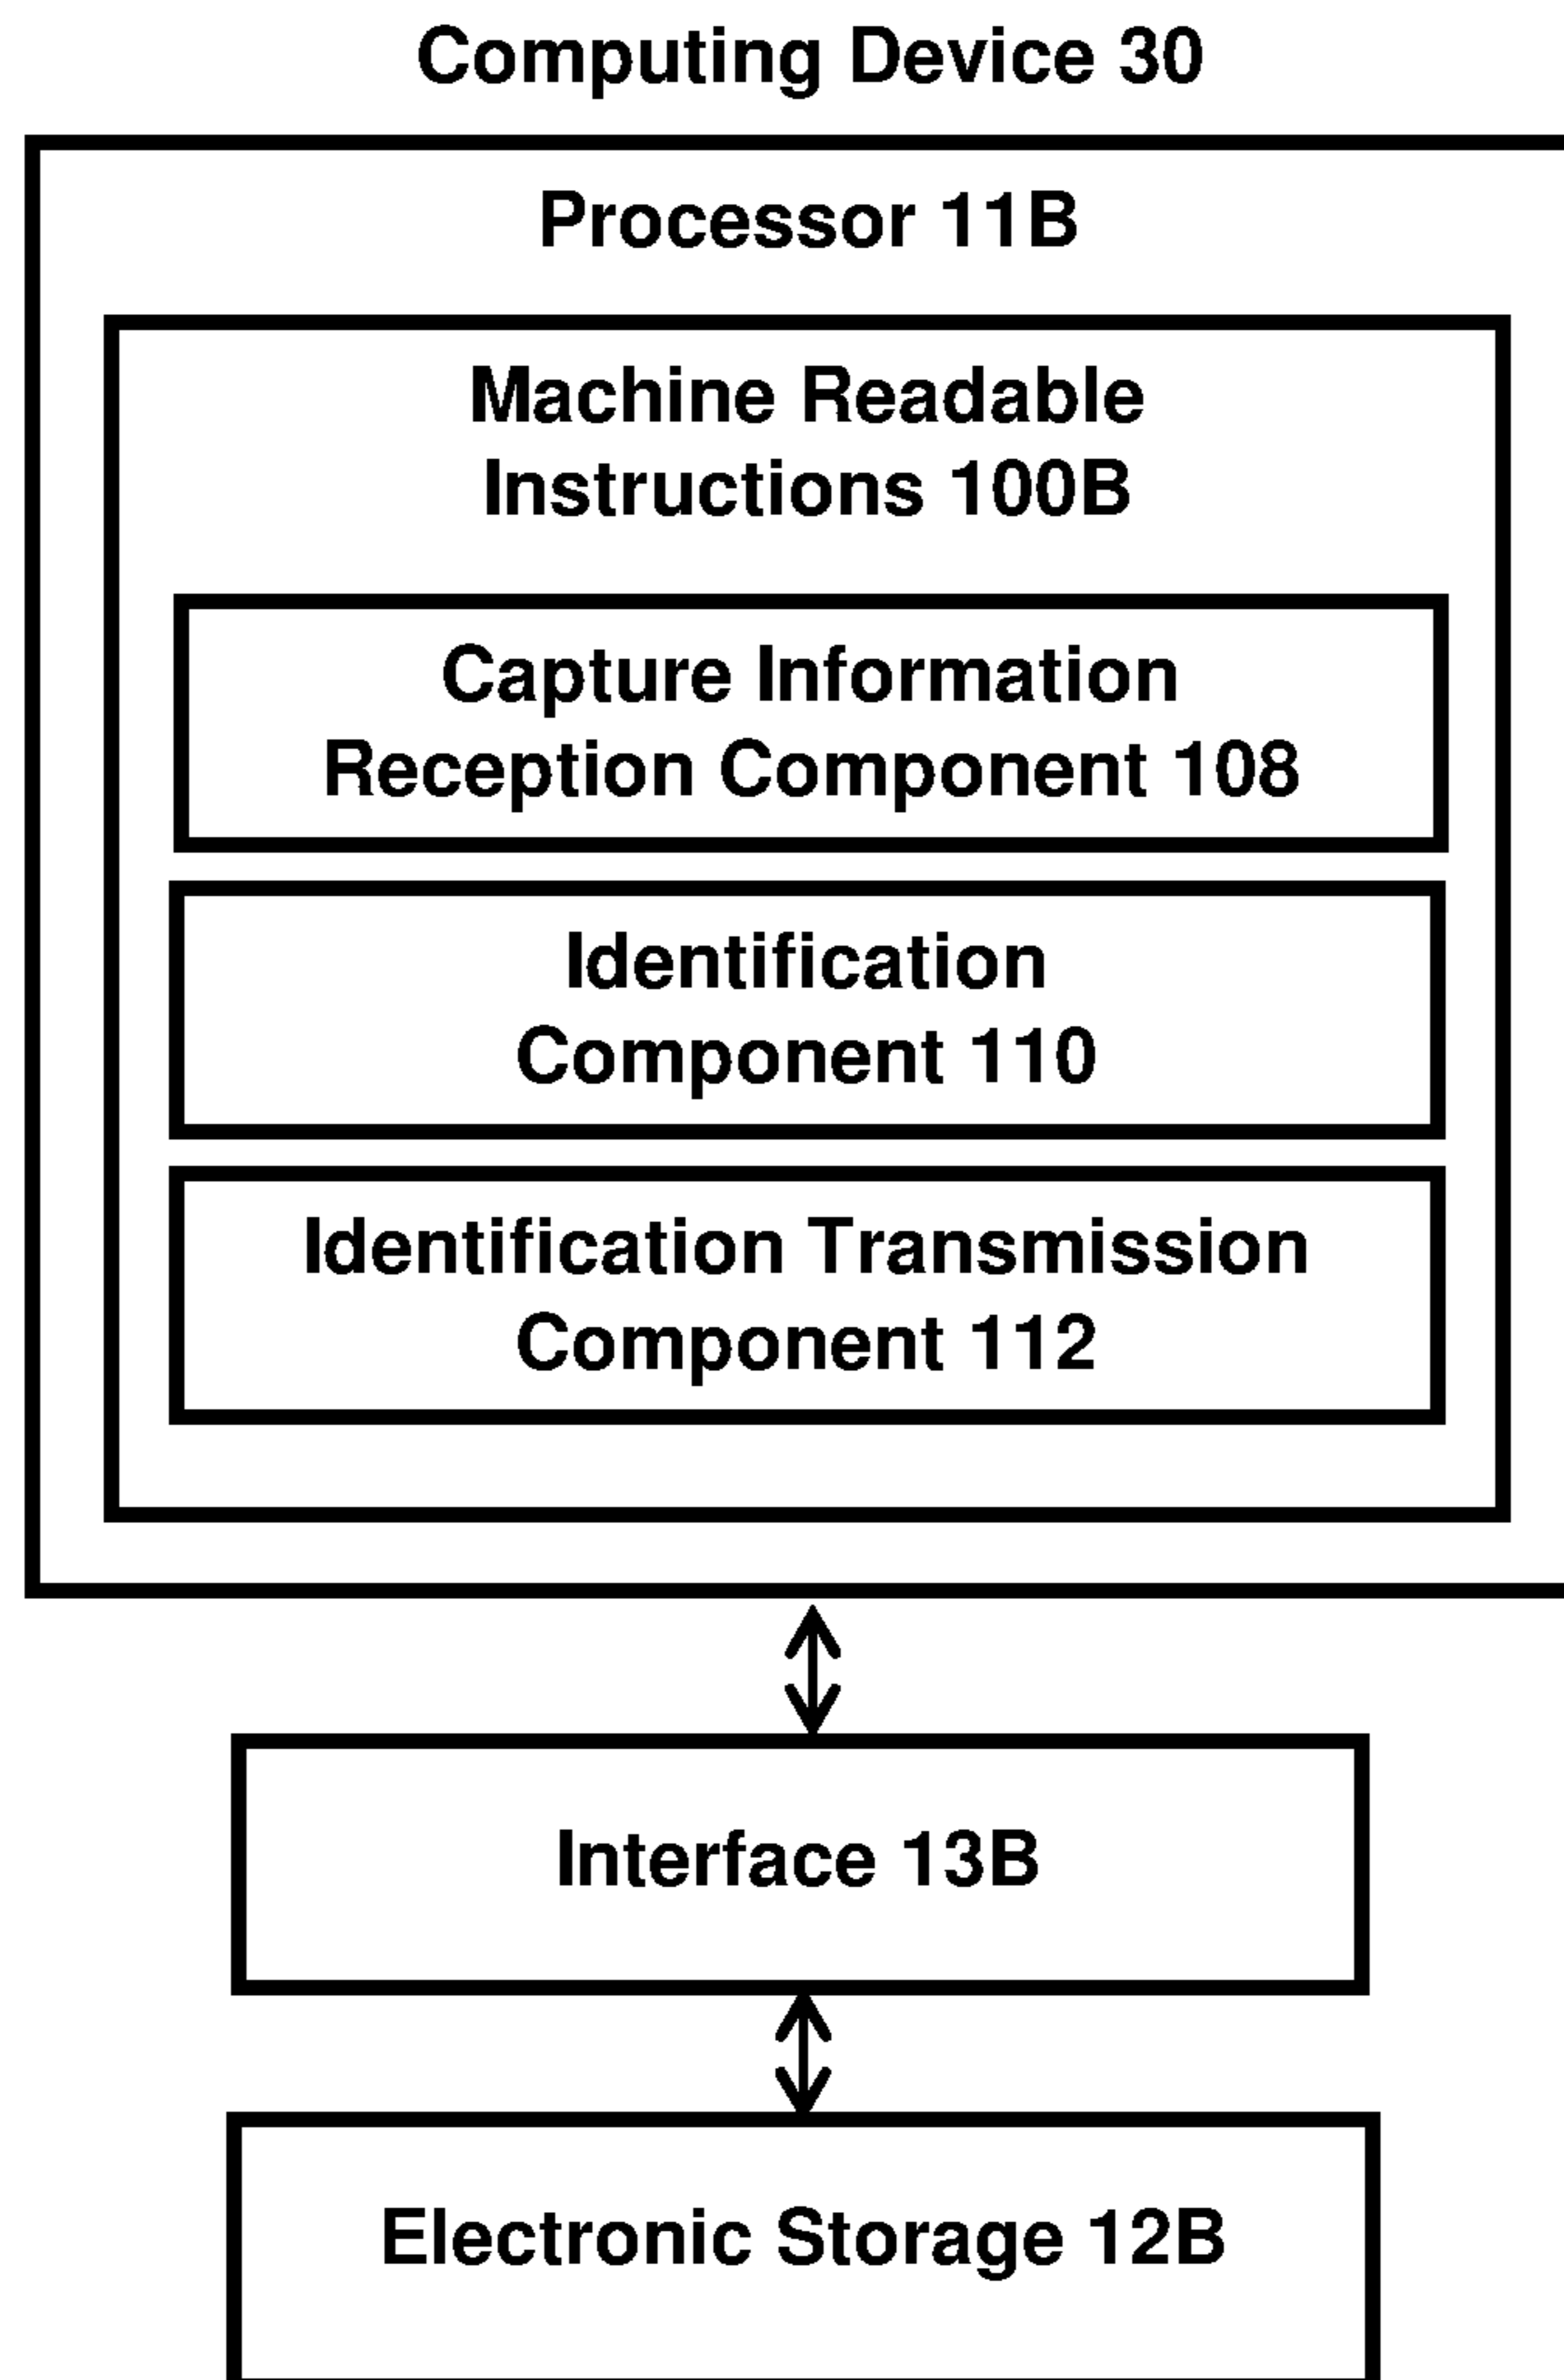 Computing Device 30
Processor 11B
Machine Readable
Instructions 100B
Capture Information
Reception Component 108
Identification
Component 110
Identification Transmission
Component 112
Interface 13B
Electronic Storage 12B